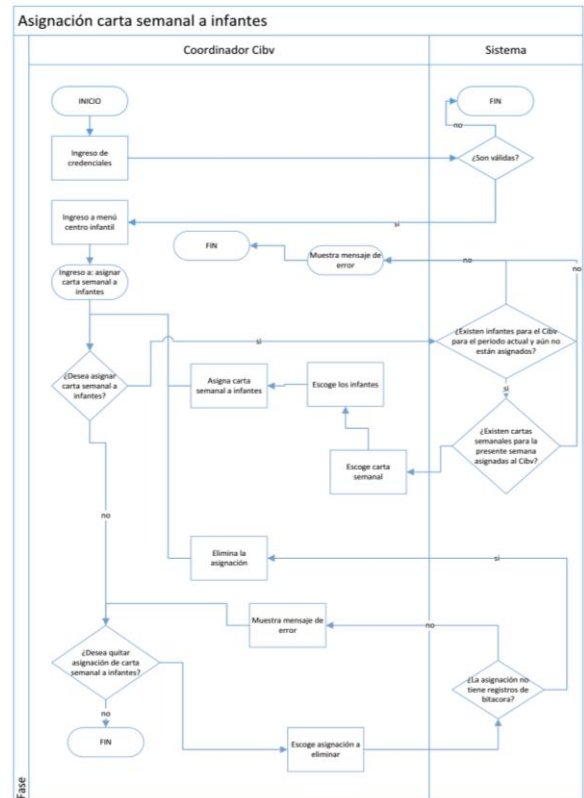 Asignación carta semanal a infantes
Coordinador Cibv
Sistema
INICIO
FIN
no
Ingreso de
credenciales
¿Son válidas?
si
Ingreso a menú
centro infantil
FIN
Muestra mensaje de
error
no
no
Ingreso a: asignar
carta semanal a
infantes
¿Existen infantes para el Cibv
para el periodo actual y aún no
están asignados?
si
¿Desea asignar
carta semanal a
infantes?
Asigna carta
semanal a infantes
Escoge los infantes
si
¿Existen cartas
semanales para la
presente semana
asignadas al Cibv?
Escoge carta
semanal
no
Elimina la
asignación
si
Muestra mensaje de
error
no
¿Desea quitar
asignación de carta
semanal a infantes?
¿La asignación no
tiene registros de
bitacora?
no
FIN
Escoge asignación a
eliminar
Fase